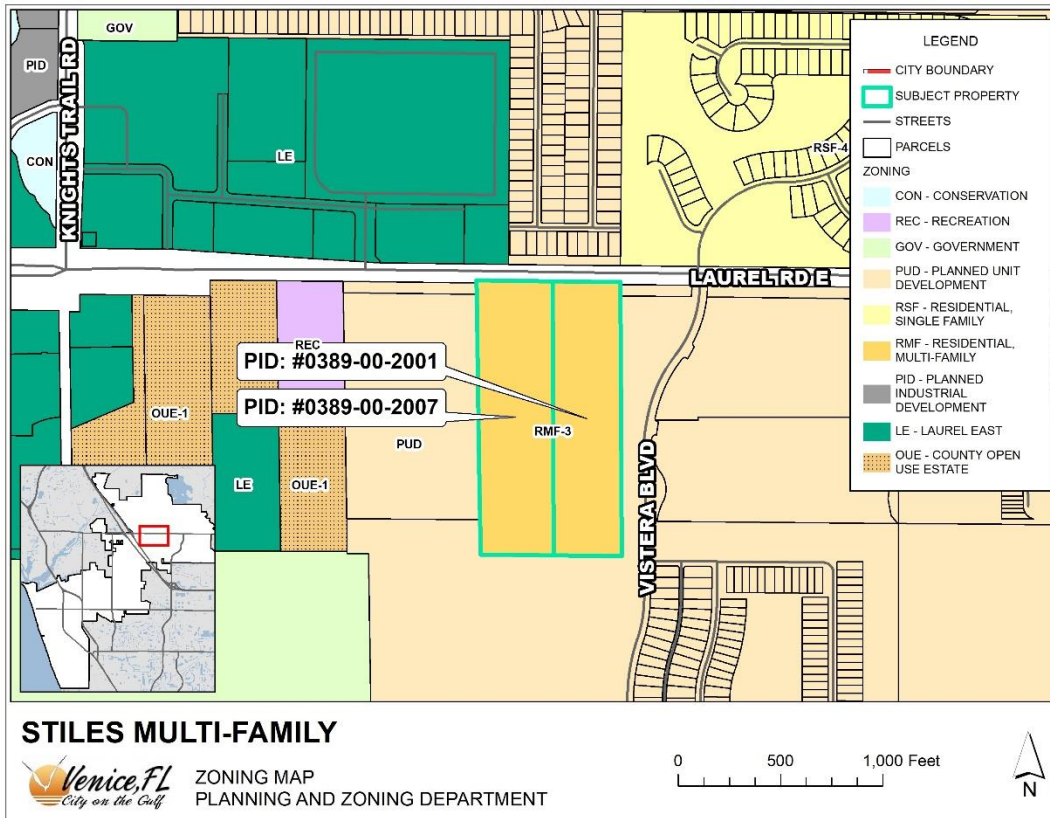 GOV
PID
KNIGHTS TRAIL RD
CON
LE
RSF-4
LAUREL RD E
REC
PID: #0389-00-2001
PID: #0389-00-2007
OUE-1
RMF-3
PUD
LE
OUE-1
VISTERA BLVD
LEGEND
CITY BOUNDARY
SUBJECT PROPERTY
STREETS
PARCELS
ZONING
CON - CONSERVATION
REC - RECREATION
GOV - GOVERNMENT
PUD - PLANNED UNIT
DEVELOPMENT
RSF - RESIDENTIAL,
SINGLE FAMILY
RMF - RESIDENTIAL,
MULTI-FAMILY
PID - PLANNED
INDUSTRIAL
DEVELOPMENT
LE - LAUREL EAST
OUE - COUNTY OPEN
USE ESTATE
STILES MULTI-FAMILY
Venice, FL
City on the Gulf
ZONING MAP
PLANNING AND ZONING DEPARTMENT
0 500 1,000 Feet
N